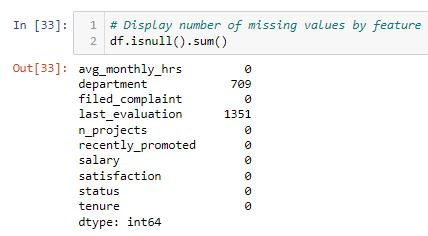 In [33]: 1 # Display number of missing values by feature
2 df.isnull().sum()
Out[33]: avg_monthly_hrs 0
department 709
filed_complaint 0
last_evaluation 1351
n_projects 0
recently_promoted 0
salary 0
satisfaction 0
status 0
tenure 0
dtype: int64